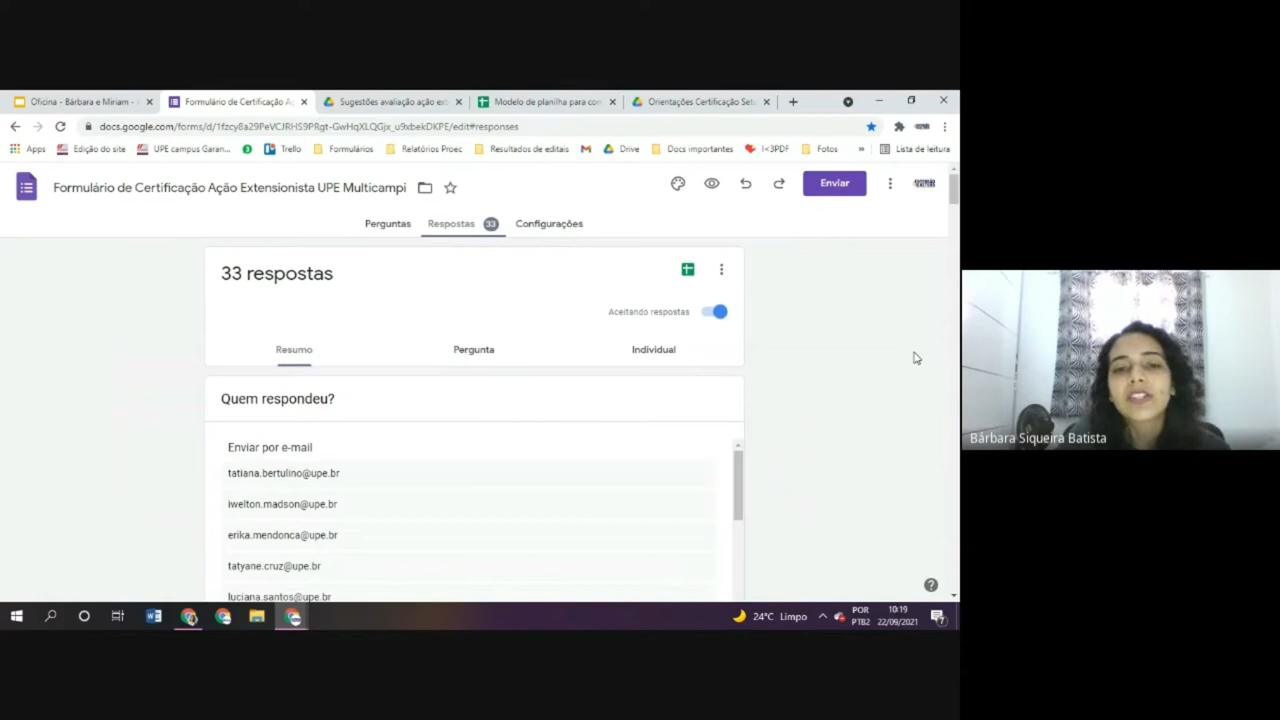 Oficina - Bárbara e Miriam -
Formulário de Certificação A
Sugestões avaliação ação ext
Modelo de planilha para con
Orientações Certificação Set
docs.google.com/forms/d/1fzcy8a29PeVCJRHS9PRgt-GwHqXLQGjx_u9xbekDKPE/edit#responses
Apps
Edição do site
UPE campus Garan...
Trello
Formulários
Relatórios Proec
Resultados de editais
Drive
Docs importantes
I<3PDF
Fotos
»
Lista de leitura
Formulário de Certificação Ação Extensionista UPE Multicampi
Enviar
Perguntas
Respostas 33
Configurações
33 respostas
Aceitando respostas
Resumo
Pergunta
Individual
Quem respondeu?
Enviar por e-mail
tatiana.bertulino@upe.br
iwelton.madson@upe.br
erika.mendonca@upe.br
tatyane.cruz@upe.br
luciana.santos@upe.br
24°C Limpo
POR
PTB2
10:19
22/09/2021
7
Bárbara Siqueira Batista